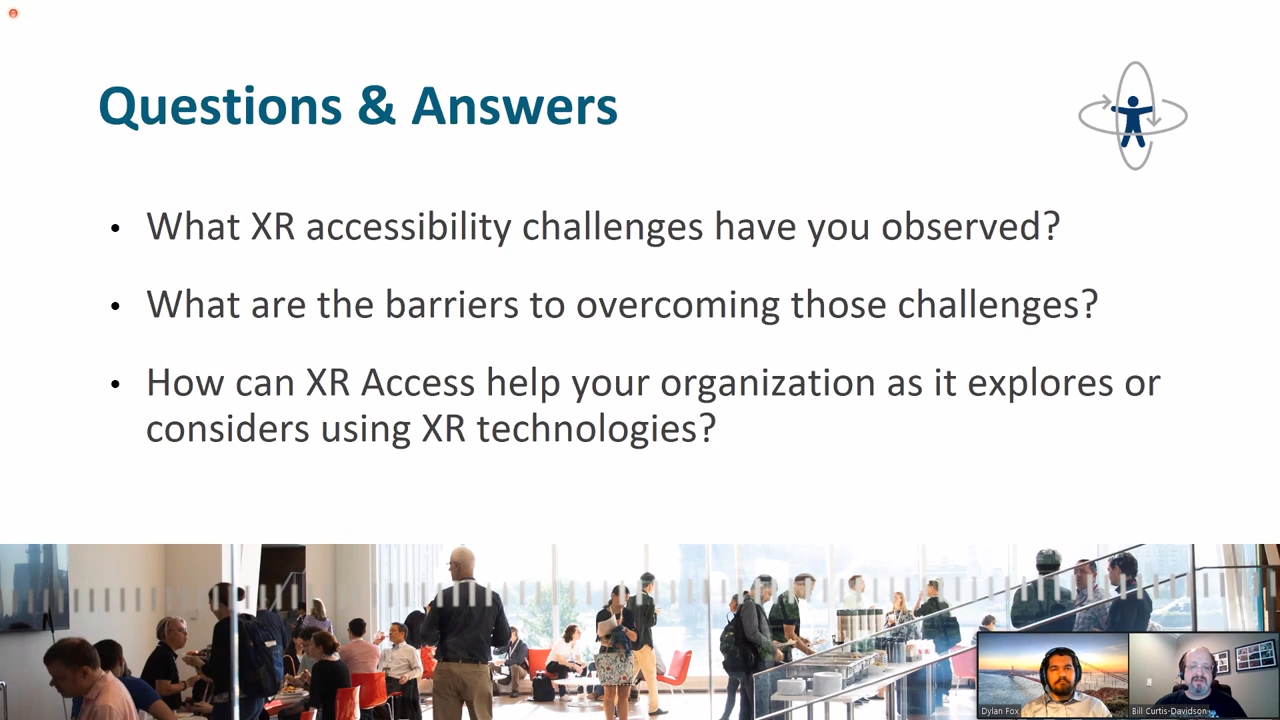 Questions & Answers
• What XR accessibility challenges have you observed?
• What are the barriers to overcoming those challenges?
• How can XR Access help your organization as it explores or
considers using XR technologies?
Dylan Fox
Bill Curtis-Davidson